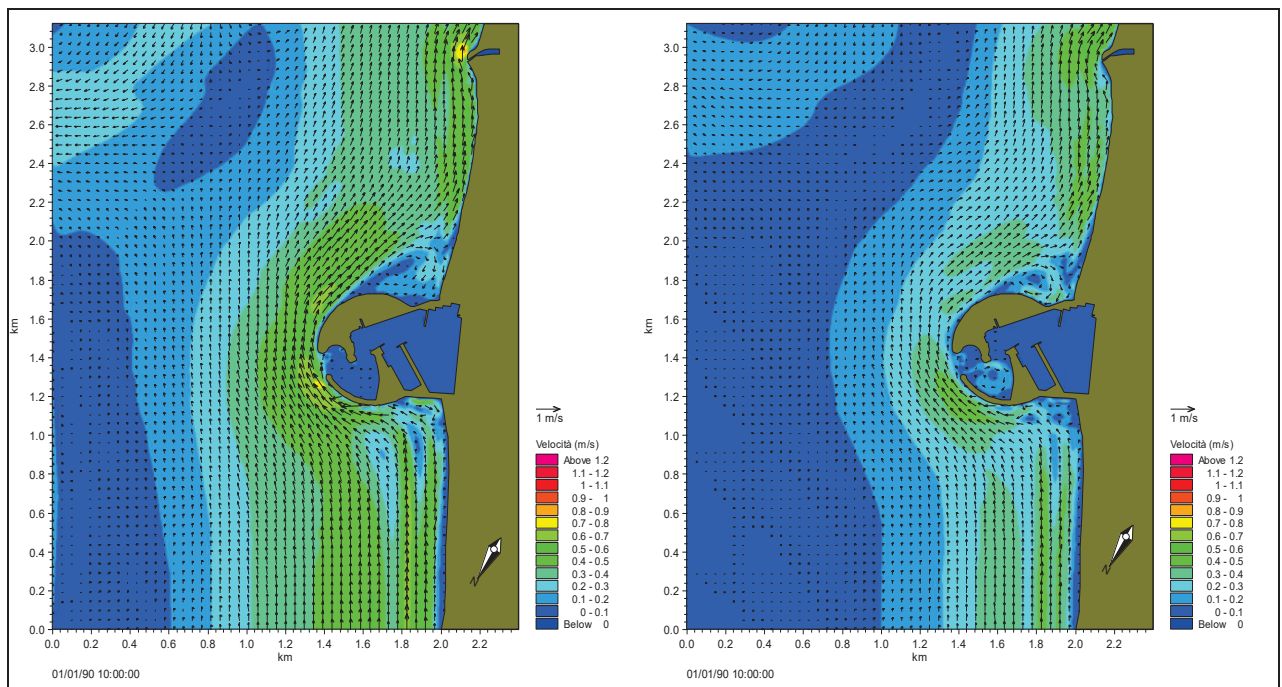 3.0
2.8
2.6
2.4
2.2
2.0
1.8
1.6
1.4
1.2
1.0
0.8
0.6
0.4
0.2
0.0
km
0.0 0.2 0.4 0.6 0.8 1.0 1.2 1.4 1.6 1.8 2.0 2.2
km
01/01/90 10:00:00
1 m/s
Velocità (m/s)
Above 1.2
1.1 - 1.2
1 - 1.1
0.9 - 1
0.8 - 0.9
0.7 - 0.8
0.6 - 0.7
0.5 - 0.6
0.4 - 0.5
0.3 - 0.4
0.2 - 0.3
0.1 - 0.2
0 - 0.1
Below 0
N
3.0
2.8
2.6
2.4
2.2
2.0
1.8
1.6
1.4
1.2
1.0
0.8
0.6
0.4
0.2
0.0
km
0.0 0.2 0.4 0.6 0.8 1.0 1.2 1.4 1.6 1.8 2.0 2.2
km
01/01/90 10:00:00
1 m/s
Velocità (m/s)
Above 1.2
1.1 - 1.2
1 - 1.1
0.9 - 1
0.8 - 0.9
0.7 - 0.8
0.6 - 0.7
0.5 - 0.6
0.4 - 0.5
0.3 - 0.4
0.2 - 0.3
0.1 - 0.2
0 - 0.1
Below 0
N